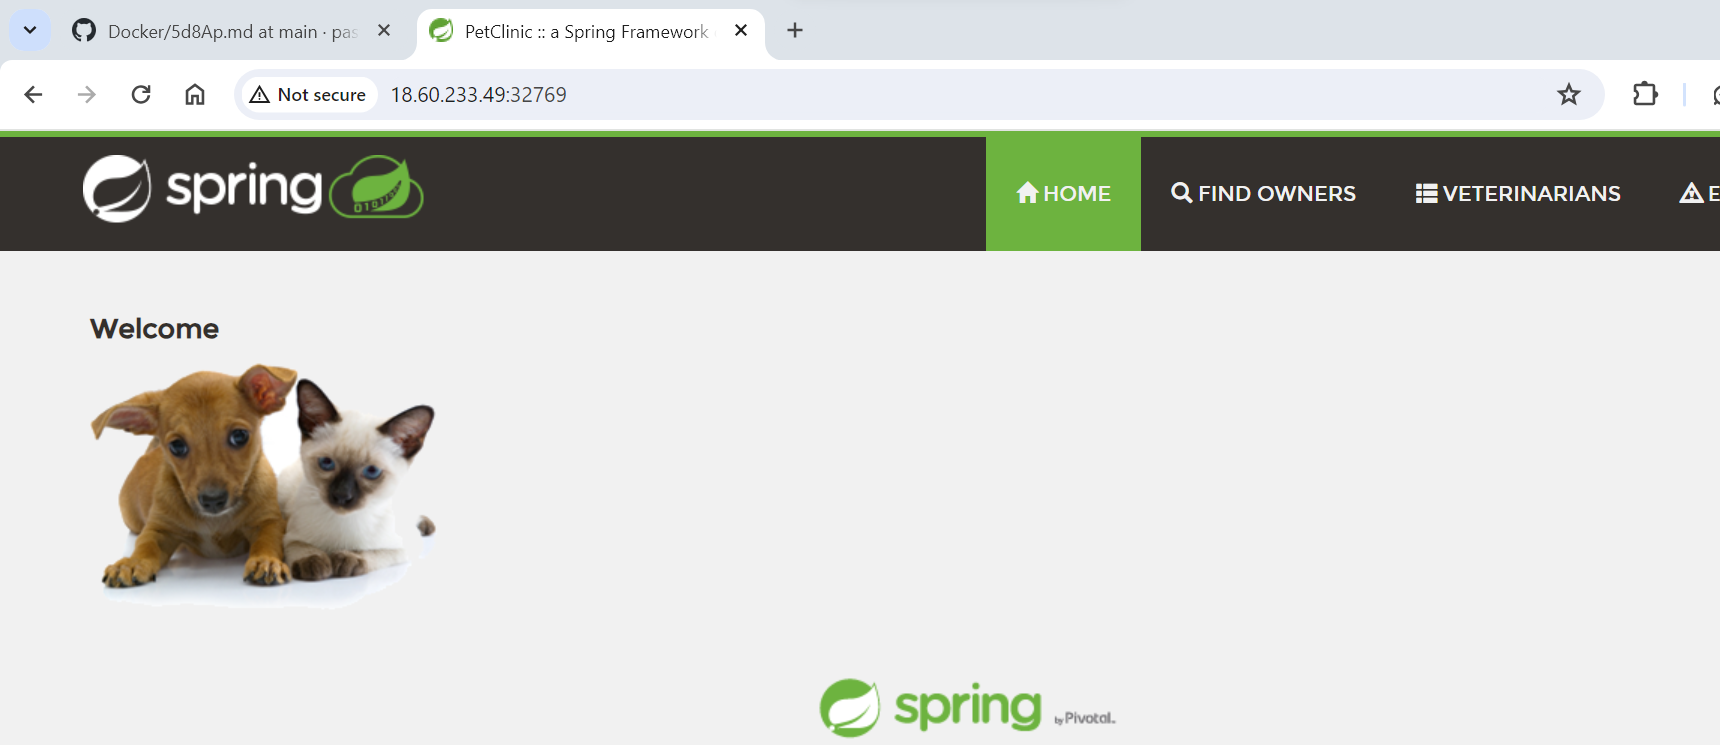 Docker/5d8Ap.md at main · pas
PetClinic :: a Spring Framework
Not secure
18.60.233.49:32769
spring
HOME
FIND OWNERS
VETERINARIANS
E
Welcome
spring by Pivotal.